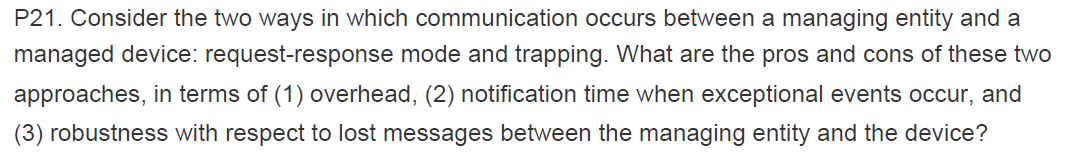 P21. Consider the two ways in which communication occurs between a managing entity and a
managed device: request-response mode and trapping. What are the pros and cons of these two
approaches, in terms of (1) overhead, (2) notification time when exceptional events occur, and
(3) robustness with respect to lost messages between the managing entity and the device?